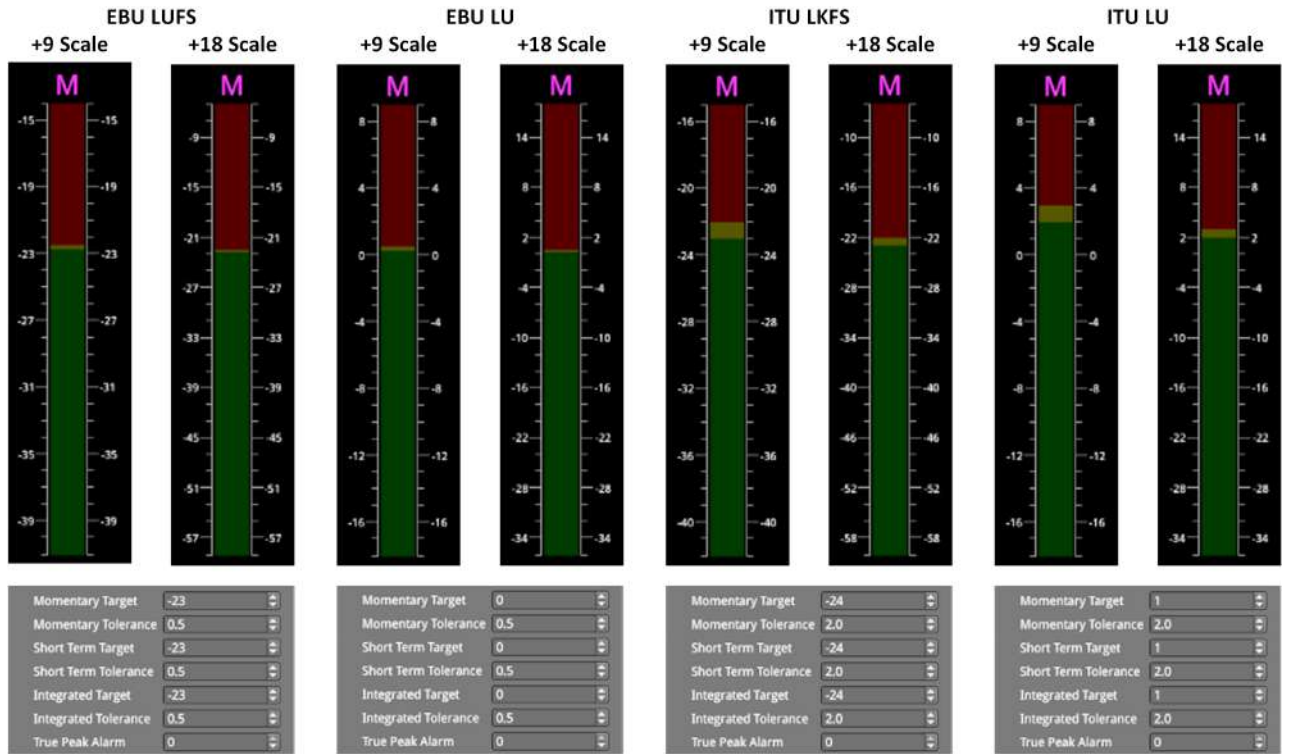 EBU LUFS
EBU LU
ITU LKFS
ITU LU
+9 Scale
+18 Scale
+9 Scale
+18 Scale
+9 Scale
+18 Scale
+9 Scale
+18 Scale
M
M
M
M
M
M
M
M
-15 -15
-19 -19
-23 -23
-27 -27
-31 -31
-35 -35
-39 -39
-9 -9
-15 -15
-21 -21
-27 -27
-33 -33
-39 -39
-45 -45
-51 -51
-57 -57
8 8
4 4
0 0
-4 -4
-8 -8
-12 -12
-16 -16
14 14
8 8
2 2
-4 -4
-10 -10
-16 -16
-22 -22
-28 -28
-34 -34
-16 -16
-20 -20
-24 -24
-28 -28
-32 -32
-36 -36
-40 -40
-10 -10
-16 -16
-22 -22
-28 -28
-34 -34
-40 -40
-46 -46
-52 -52
-58 -58
8 8
4 4
0 0
-4 -4
-8 -8
-12 -12
-16 -16
14 14
8 8
2 2
-4 -4
-10 -10
-16 -16
-22 -22
-28 -28
-34 -34
Momentary Target -23
Momentary Tolerance 0.5
Short Term Target -23
Short Term Tolerance 0.5
Integrated Target -23
Integrated Tolerance 0.5
True Peak Alarm 0
Momentary Target 0
Momentary Tolerance 0.5
Short Term Target 0
Short Term Tolerance 0.5
Integrated Target 0
Integrated Tolerance 0.5
True Peak Alarm 0
Momentary Target -24
Momentary Tolerance 2.0
Short Term Target -24
Short Term Tolerance 2.0
Integrated Target -24
Integrated Tolerance 2.0
True Peak Alarm 0
Momentary Target 1
Momentary Tolerance 2.0
Short Term Target 1
Short Term Tolerance 2.0
Integrated Target 1
Integrated Tolerance 2.0
True Peak Alarm 0